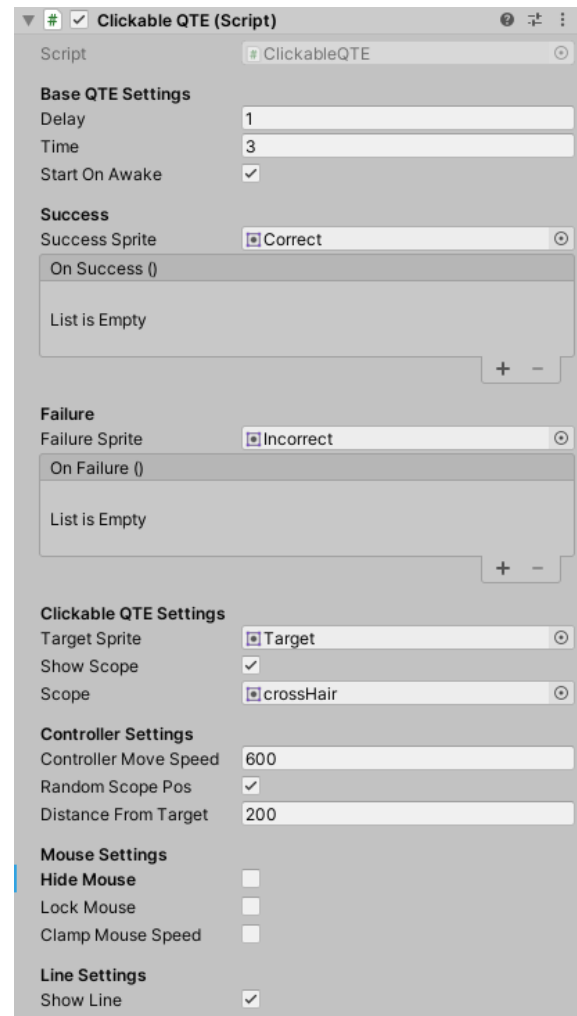 Clickable QTE (Script)
Script ClickableQTE
Base QTE Settings
Delay 1
Time 3
Start On Awake
Success
Success Sprite Correct
On Success ()
List is Empty
Failure
Failure Sprite Incorrect
On Failure ()
List is Empty
Clickable QTE Settings
Target Sprite Target
Show Scope
Scope crossHair
Controller Settings
Controller Move Speed 600
Random Scope Pos
Distance From Target 200
Mouse Settings
Hide Mouse
Lock Mouse
Clamp Mouse Speed
Line Settings
Show Line